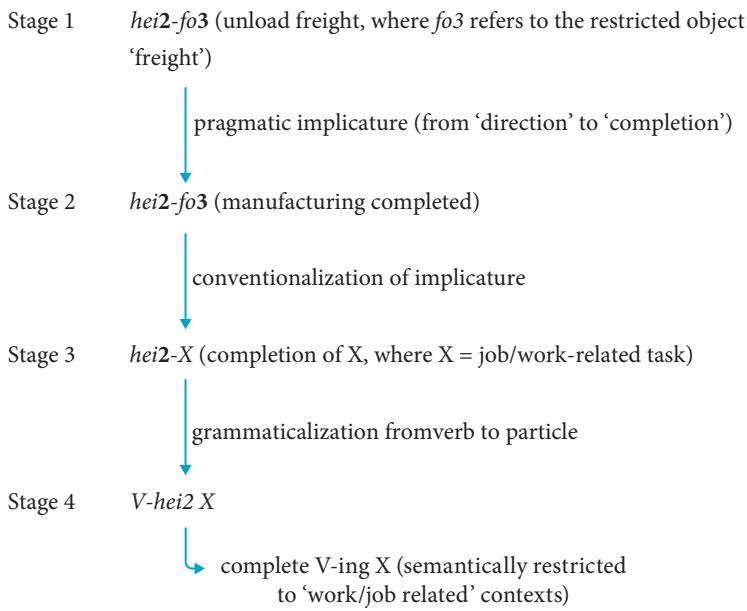 Stage 1 hei2-fo3 (unload freight, where fo3 refers to the restricted object
‘freight’)
pragmatic implicature (from ‘direction’ to ‘completion’)
Stage 2 hei2-fo3 (manufacturing completed)
conventionalization of implicature
Stage 3 hei2-X (completion of X, where X = job/work-related task)
grammaticalization fromverb to particle
Stage 4 V-hei2 X
complete V-ing X (semantically restricted
to ‘work/job related’ contexts)